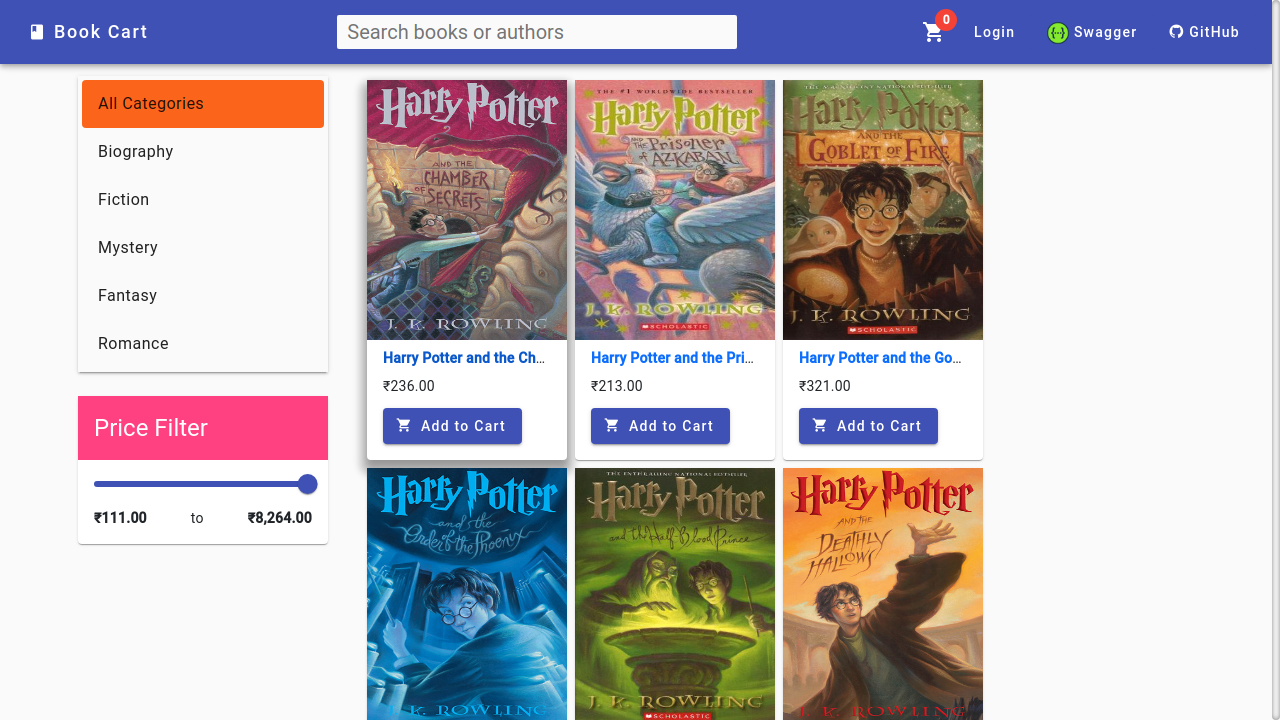 Book Cart
Search books or authors
0
Login
Swagger
GitHub
All Categories
Biography
Fiction
Mystery
Fantasy
Romance
Price Filter
₹111.00 to ₹8,264.00
Harry Potter
AND THE
CHAMBER
OF
SECRETS
J. K. ROWLING
Harry Potter and the Ch...
₹236.00
Add to Cart
THE #1 WORLDWIDE BESTSELLER
Harry Potter
AND THE
Prisoner
of AZKABAN
J. K. ROWLING
SCHOLASTIC
Harry Potter and the Pri...
₹213.00
Add to Cart
NATIONAL BESTSELLER
Harry Potter
AND THE
GOBLET OF FIRE
J. K. ROWLING
SCHOLASTIC
Harry Potter and the Go...
₹321.00
Add to Cart
Harry Potter
and the
Order of the Phoenix
K. ROWLING
NATIONAL BESTSELLER
Harry Potter
and the Half-Blood Prince
J. K. ROWLING
SCHOLASTIC
Harry Potter
AND THE
DEATHLY
HALLOWS
J. K. ROWLING